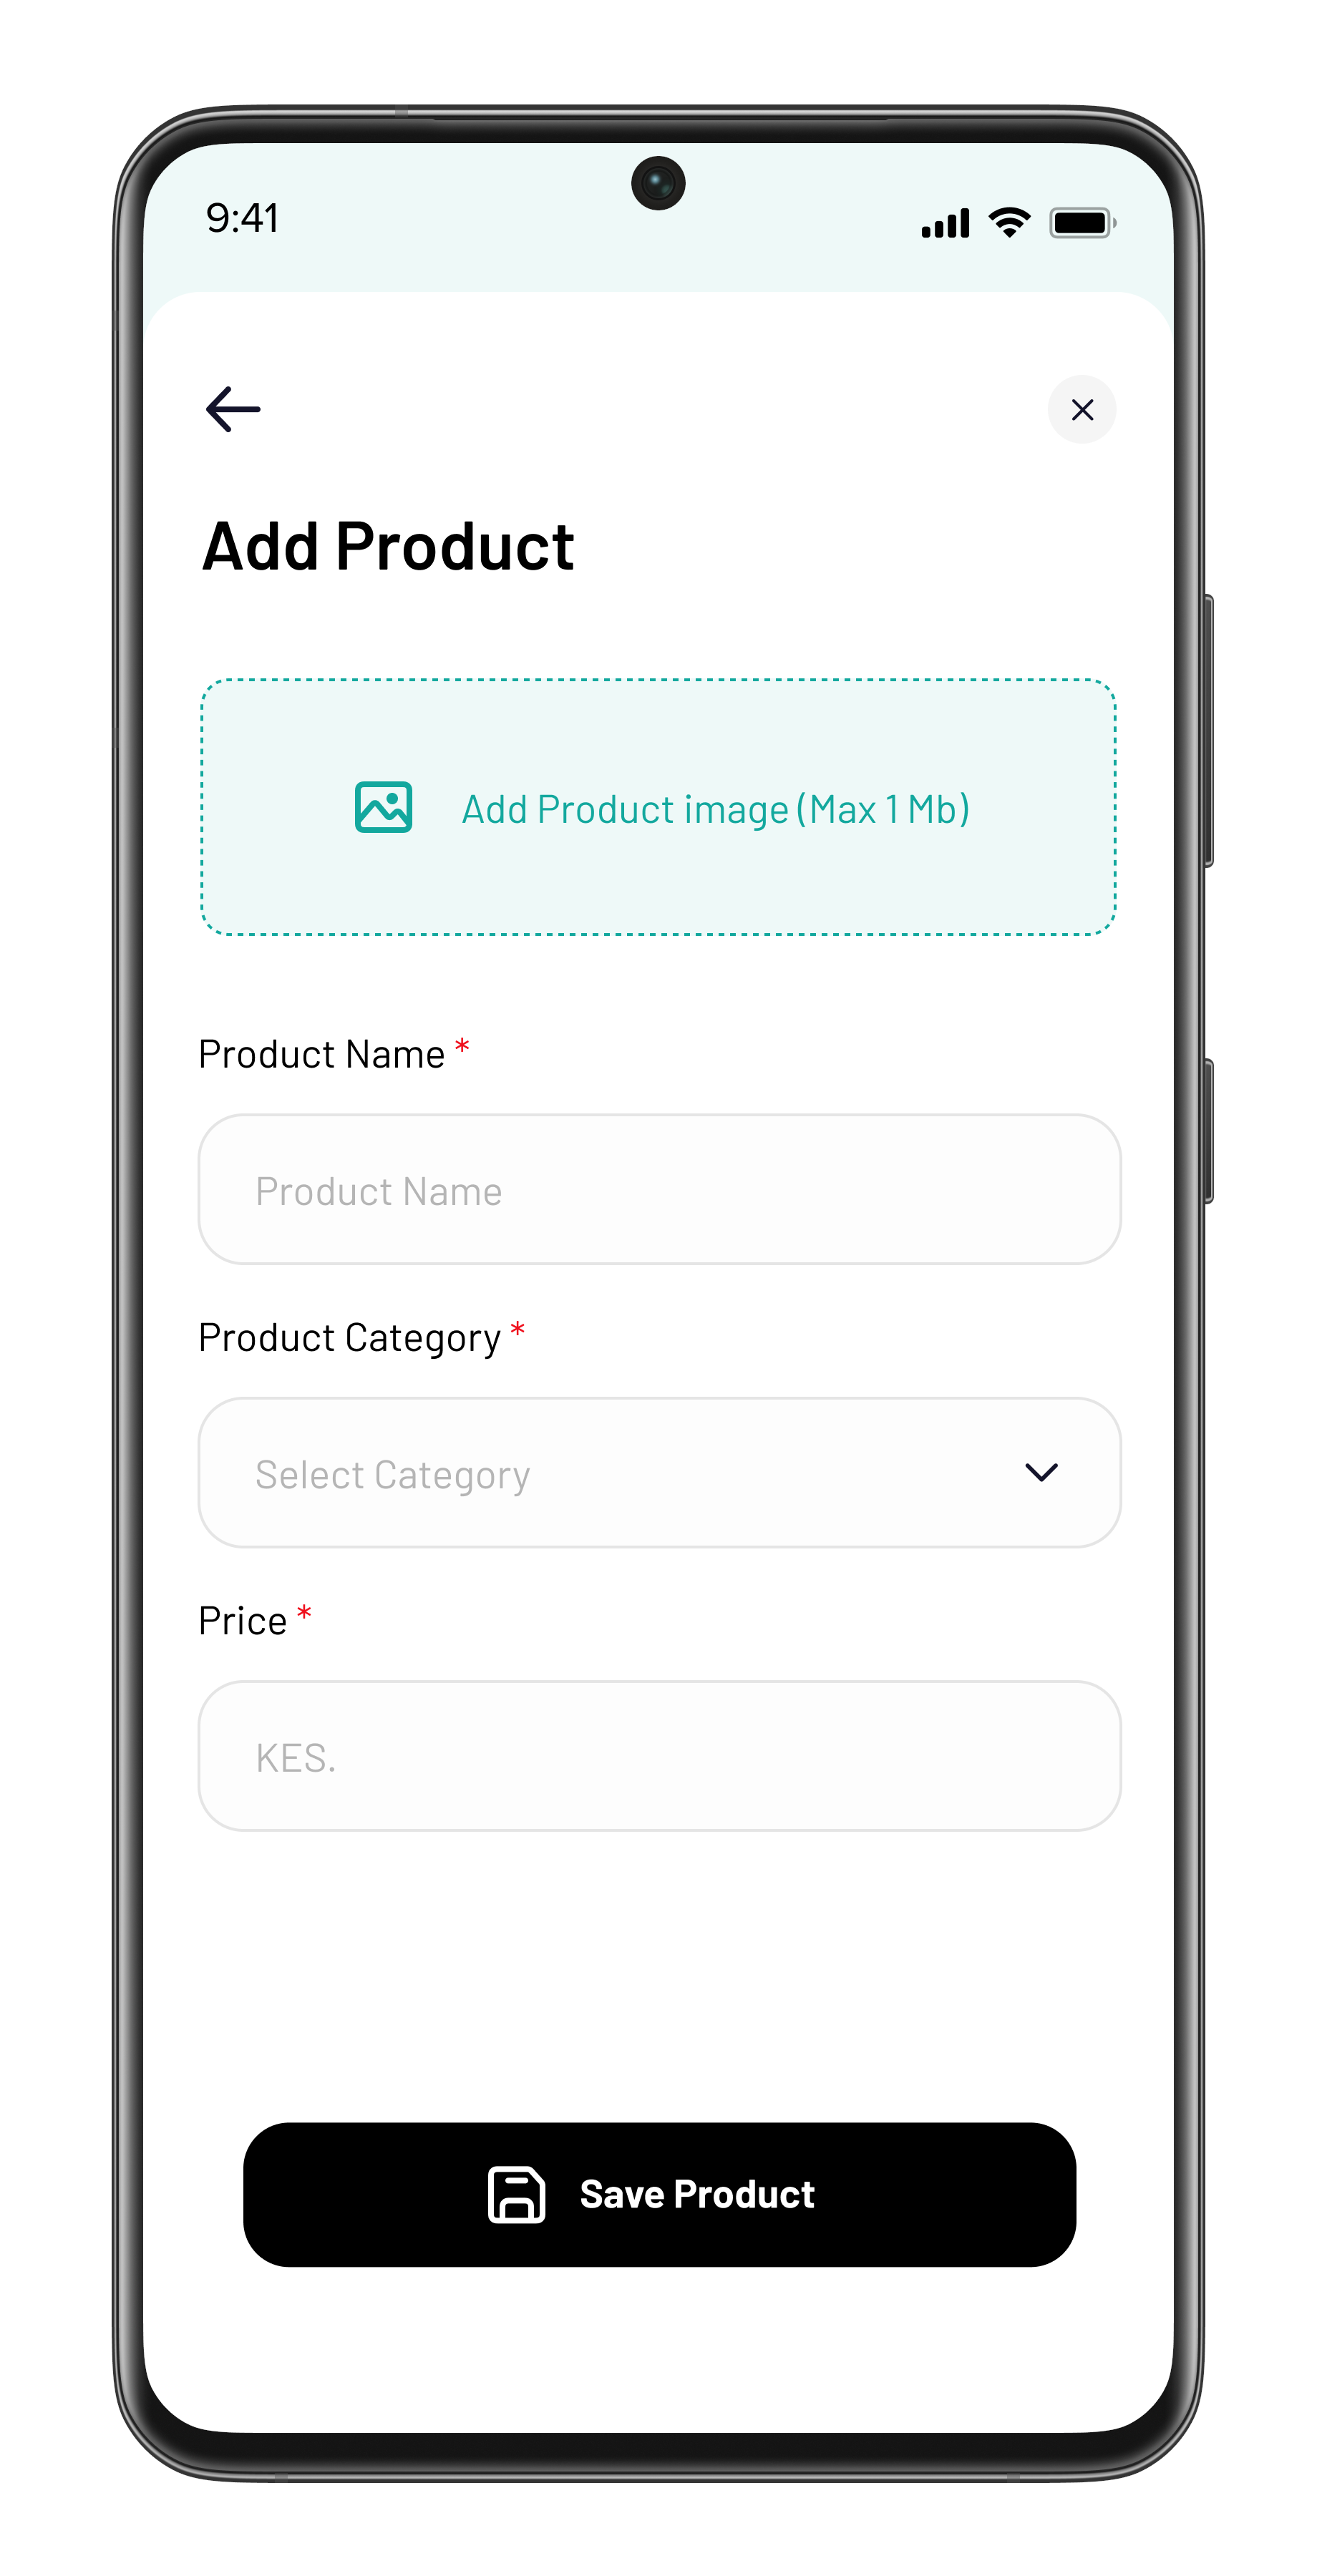 9:41
Add Product
Add Product image (Max 1 Mb)
Product Name *
Product Name
Product Category *
Select Category
Price *
KES.
Save Product